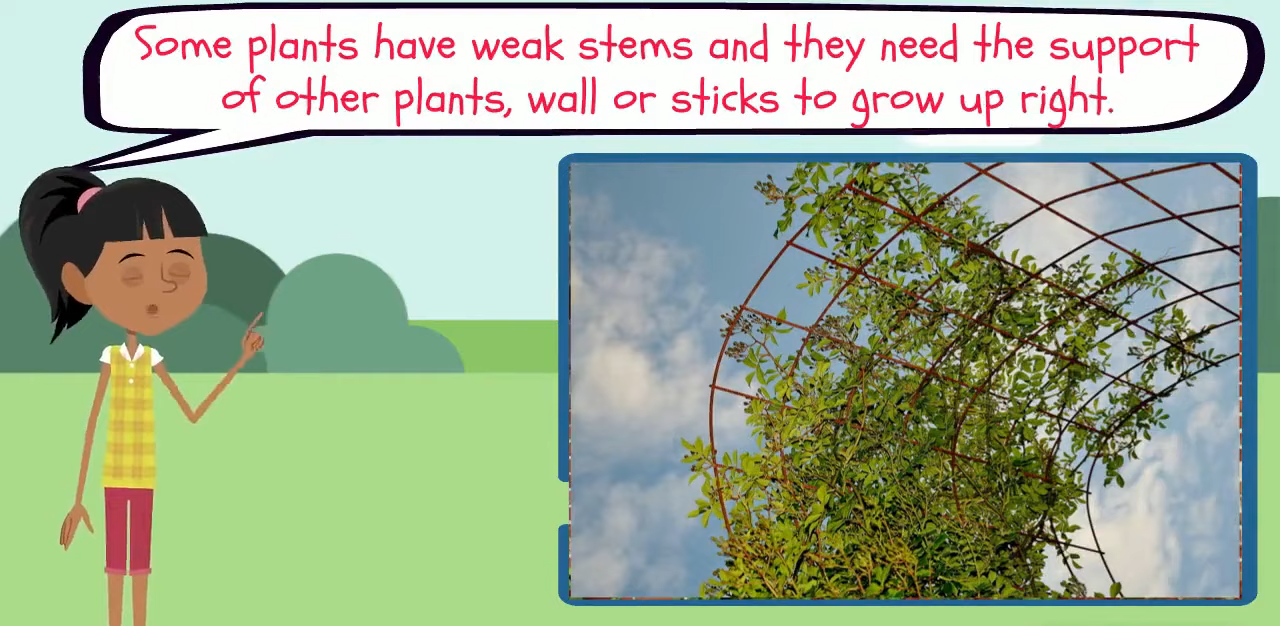 Some plants have weak stems and they need the support
of other plants, wall or sticks to grow up right.